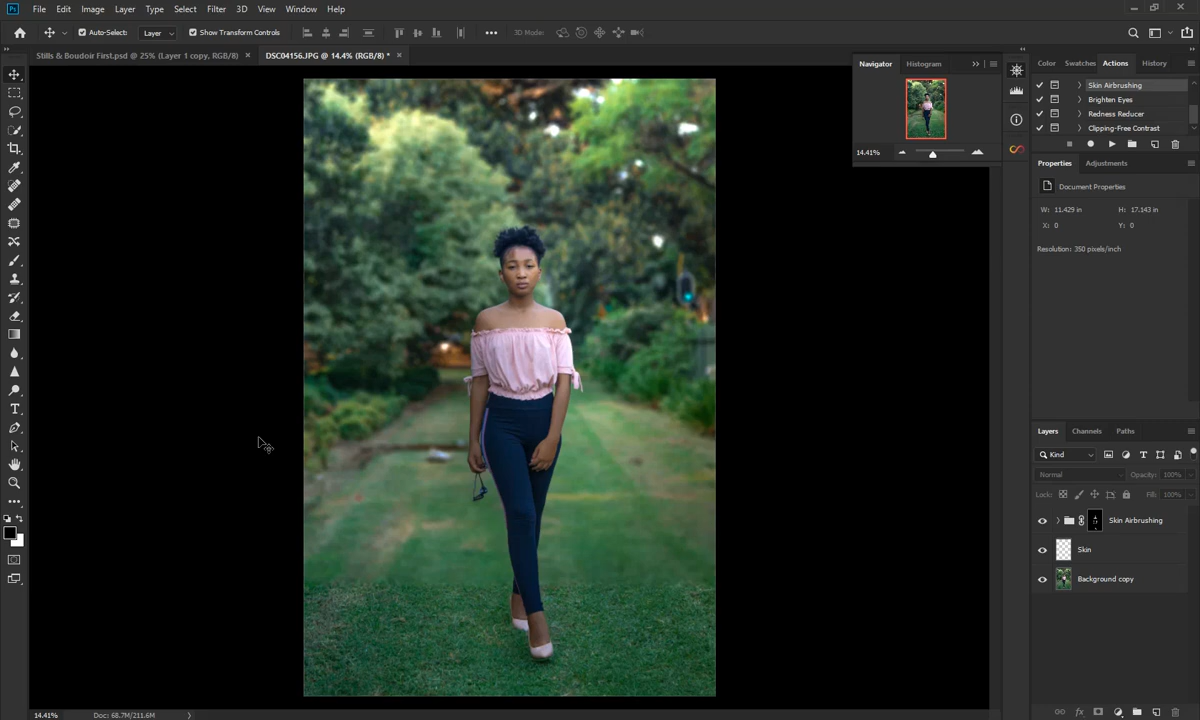 Ps File Edit Image Layer Type Select Filter 3D View Window Help
Auto-Select: Layer Show Transform Controls 3D Mode:
Stills & Boudoir First.psd @ 25% (Layer 1 copy, RGB/8) × DSC04156.JPG @ 14.4% (RGB/8) * ×
Navigator Histogram
14.41%
Color Swatches Actions History
Skin Airbrushing
Brighten Eyes
Redness Reducer
Clipping-Free Contrast
Properties Adjustments
Document Properties
W: 11.429 in H: 17.143 in
X: 0 Y: 0
Resolution: 350 pixels/inch
Layers Channels Paths
Kind
Normal Opacity: 100%
Lock: Fill: 100%
Skin Airbrushing
Skin
Background copy
fx
14.41% Doc: 68.7M/211.6M